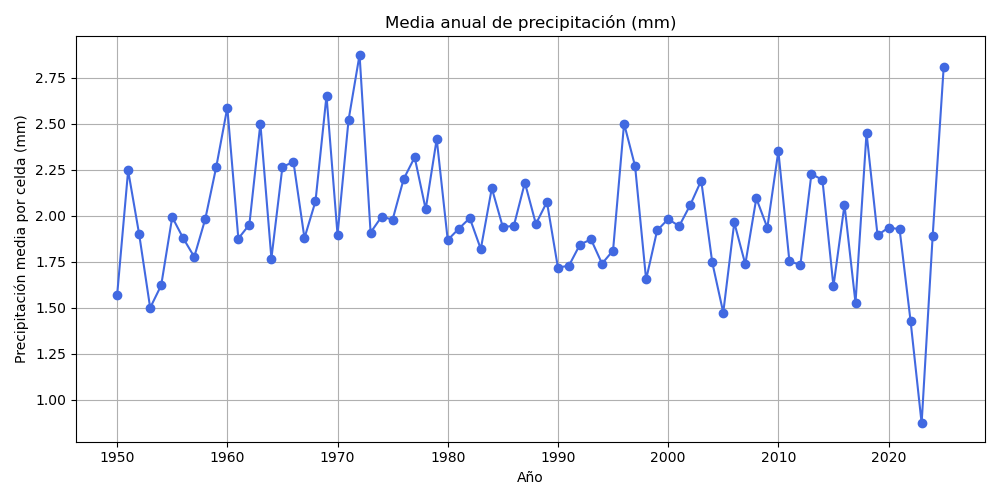 Media anual de precipitación (mm)
Precipitación media por celda (mm)
2.75
2.50
2.25
2.00
1.75
1.50
1.25
1.00
1950 1960 1970 1980 1990 2000 2010 2020
Año